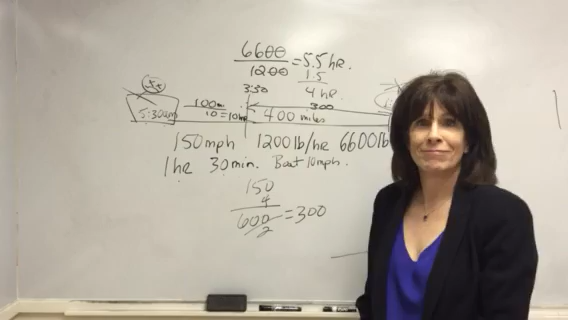 6600
1200 = 5.5 hr.
1.5
4 hr.
3:30
100m
10 = 10hr
300
5:30am
400 miles
150mph 1200lb/hr 6600lb
1hr 30min. Boat 10mph.
150
4
600 = 300
2